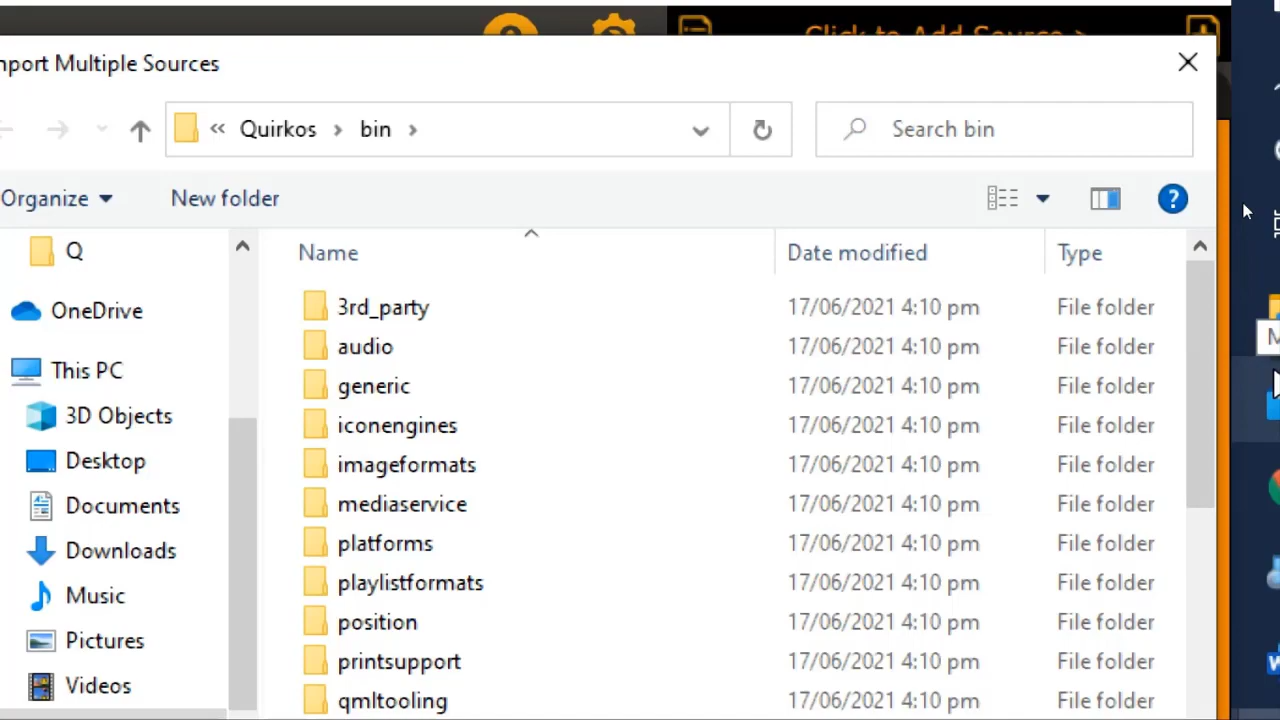 Click to Add Source >
mport Multiple Sources
« Quirkos > bin >
Search bin
Organize
New folder
?
Q
OneDrive
This PC
3D Objects
Desktop
Documents
Downloads
Music
Pictures
Videos
Name Date modified Type
3rd_party 17/06/2021 4:10 pm File folder
audio 17/06/2021 4:10 pm File folder
generic 17/06/2021 4:10 pm File folder
iconengines 17/06/2021 4:10 pm File folder
imageformats 17/06/2021 4:10 pm File folder
mediaservice 17/06/2021 4:10 pm File folder
platforms 17/06/2021 4:10 pm File folder
playlistformats 17/06/2021 4:10 pm File folder
position 17/06/2021 4:10 pm File folder
printsupport 17/06/2021 4:10 pm File folder
qmltooling 17/06/2021 4:10 pm File folder